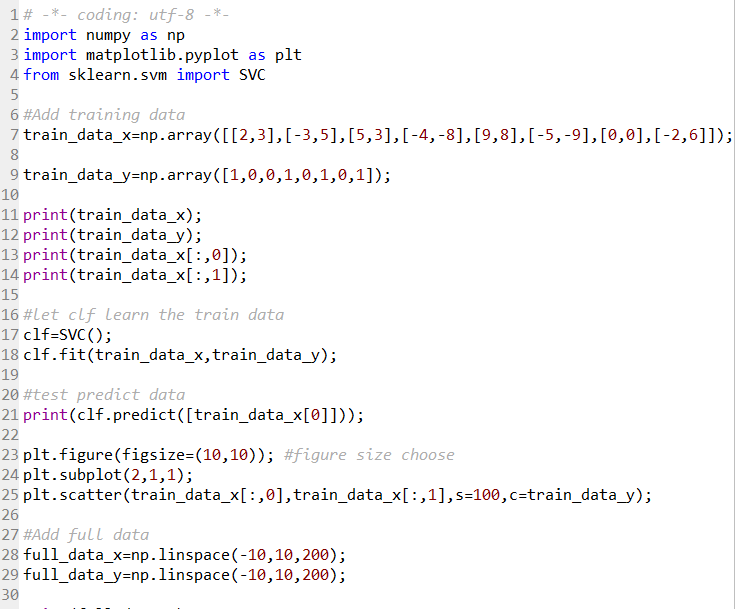 1 # -*- coding: utf-8 -*-
2 import numpy as np
3 import matplotlib.pyplot as plt
4 from sklearn.svm import SVC
5
6 #Add training data
7 train_data_x=np.array([[2,3],[-3,5],[5,3],[-4,-8],[9,8],[-5,-9],[0,0],[-2,6]]);
8
9 train_data_y=np.array([1,0,0,1,0,1,0,1]);
10
11 print(train_data_x);
12 print(train_data_y);
13 print(train_data_x[:,0]);
14 print(train_data_x[:,1]);
15
16 #let clf learn the train data
17 clf=SVC();
18 clf.fit(train_data_x,train_data_y);
19
20 #test predict data
21 print(clf.predict([train_data_x[0]]));
22
23 plt.figure(figsize=(10,10)); #figure size choose
24 plt.subplot(2,1,1);
25 plt.scatter(train_data_x[:,0],train_data_x[:,1],s=100,c=train_data_y);
26
27 #Add full data
28 full_data_x=np.linspace(-10,10,200);
29 full_data_y=np.linspace(-10,10,200);
30